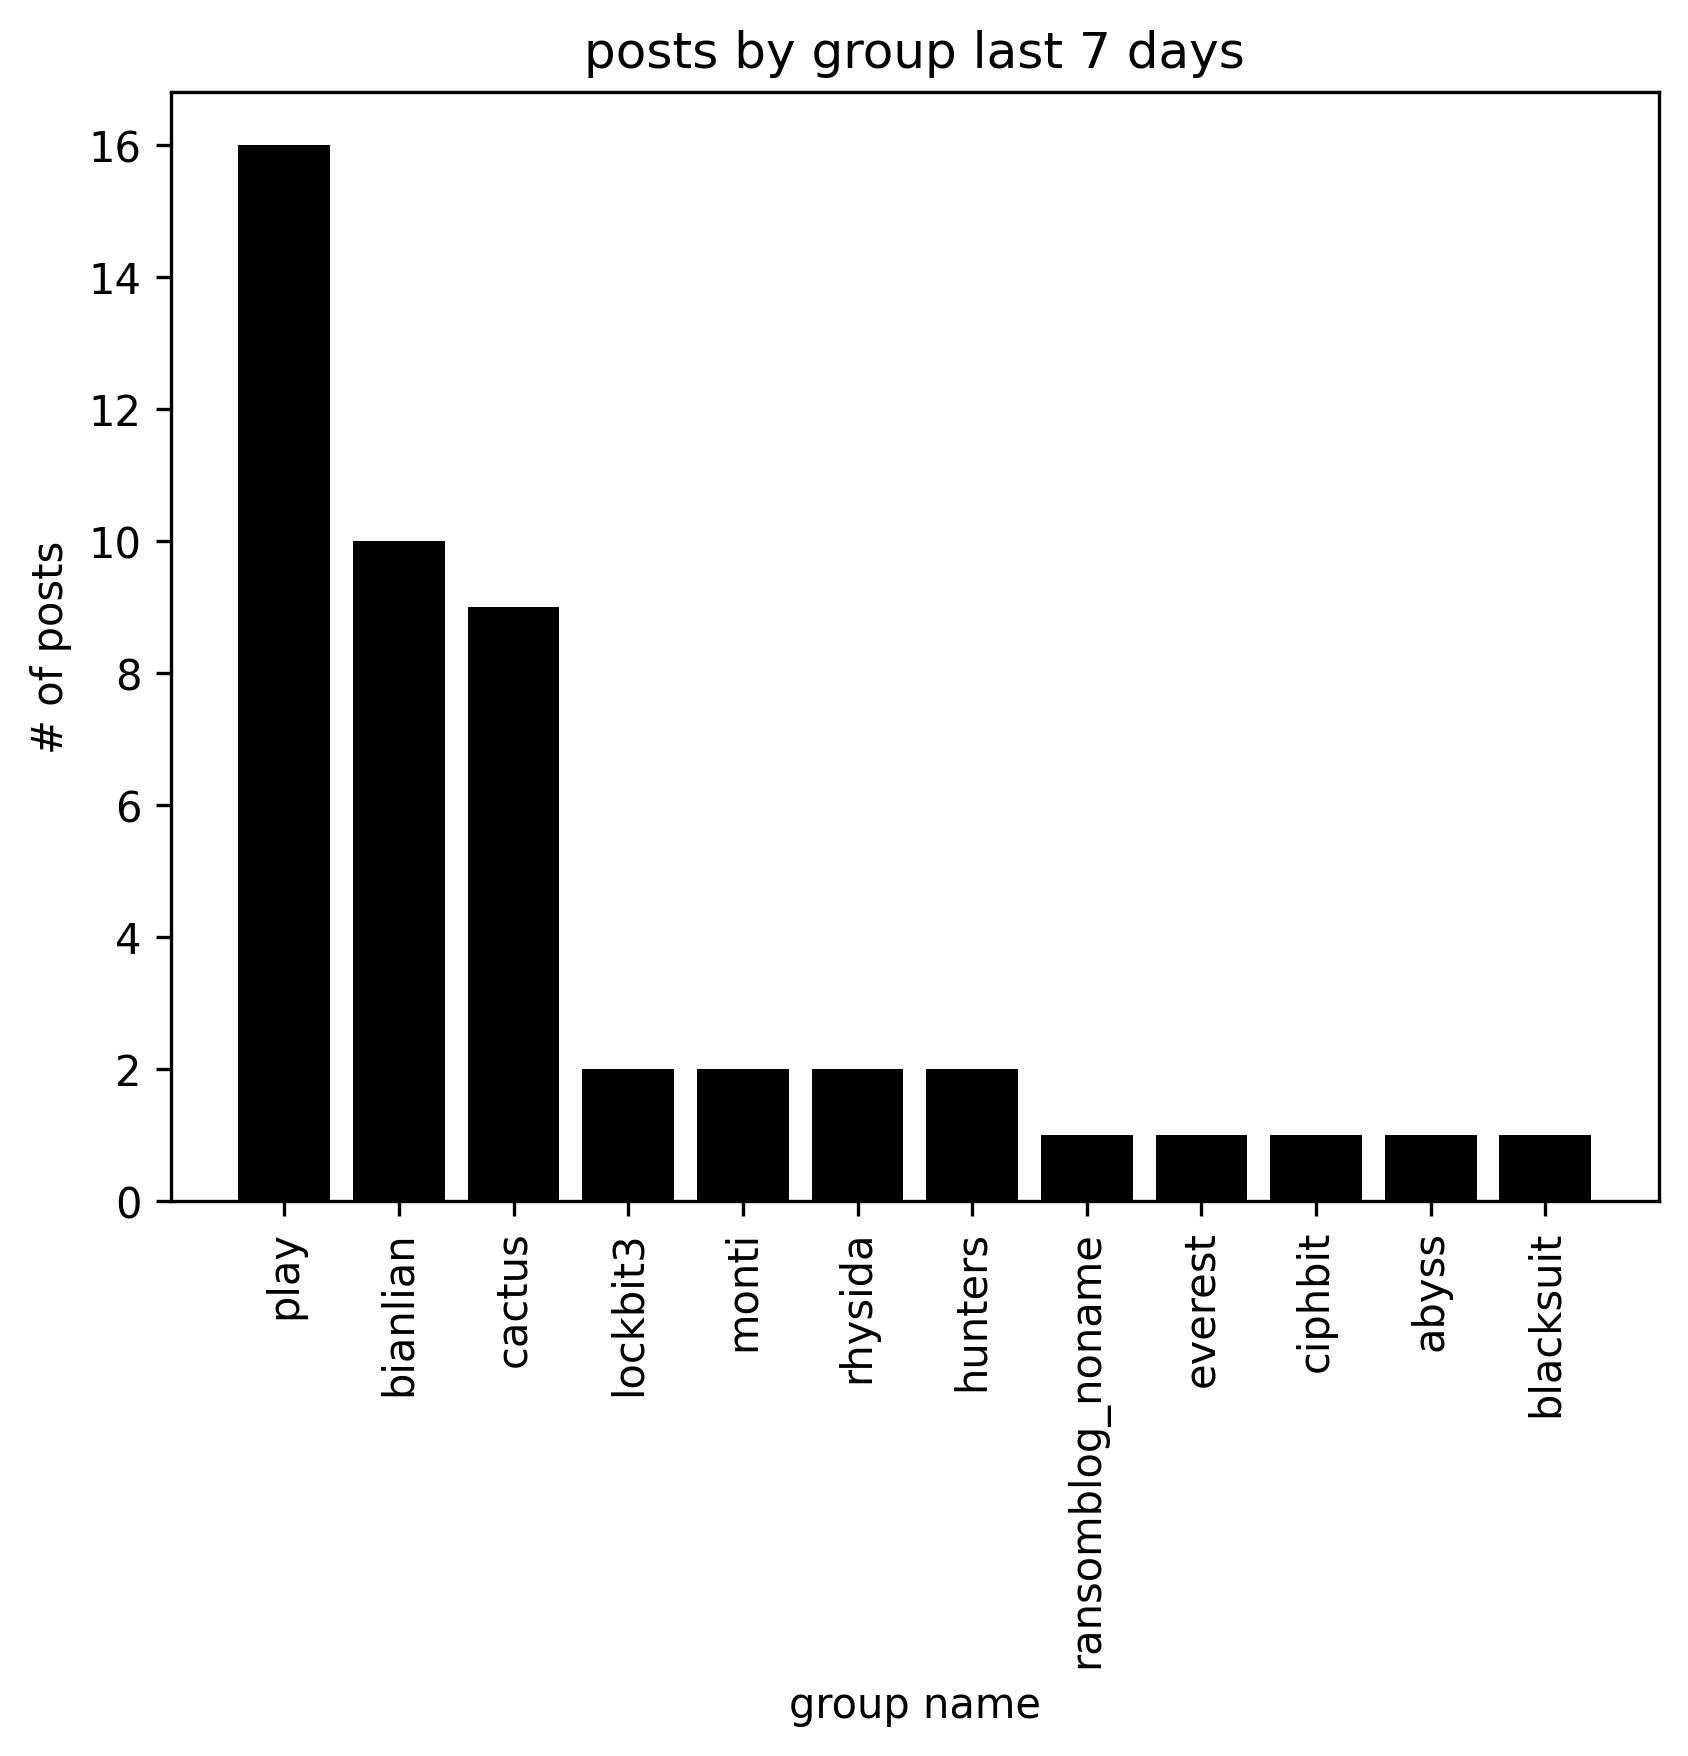 posts by group last 7 days
# of posts
16
14
12
10
8
6
4
2
0
play
bianlian
cactus
lockbit3
monti
rhysida
hunters
ransomblog_noname
everest
ciphbit
abyss
blacksuit
group name